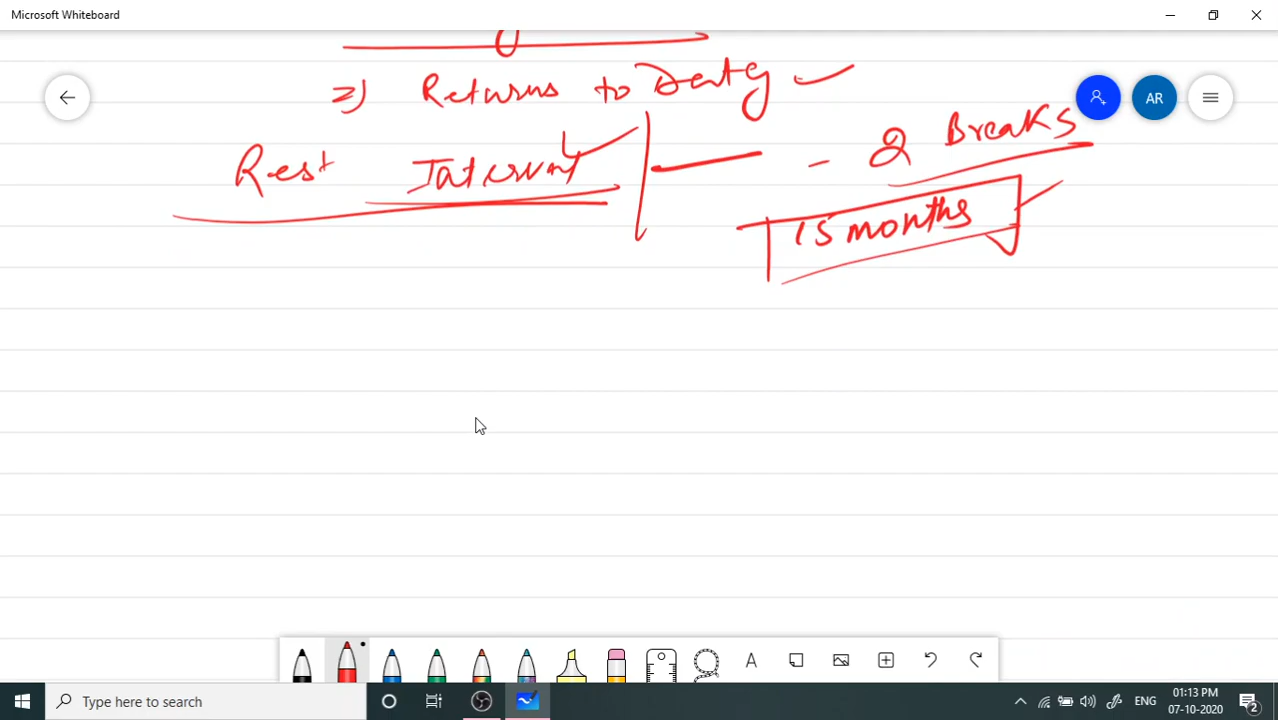 Microsoft Whiteboard
2) Returns to Duty
Rest Interval - 2 Breaks
15 months
AR
A
Type here to search
ENG
01:13 PM
07-10-2020
2